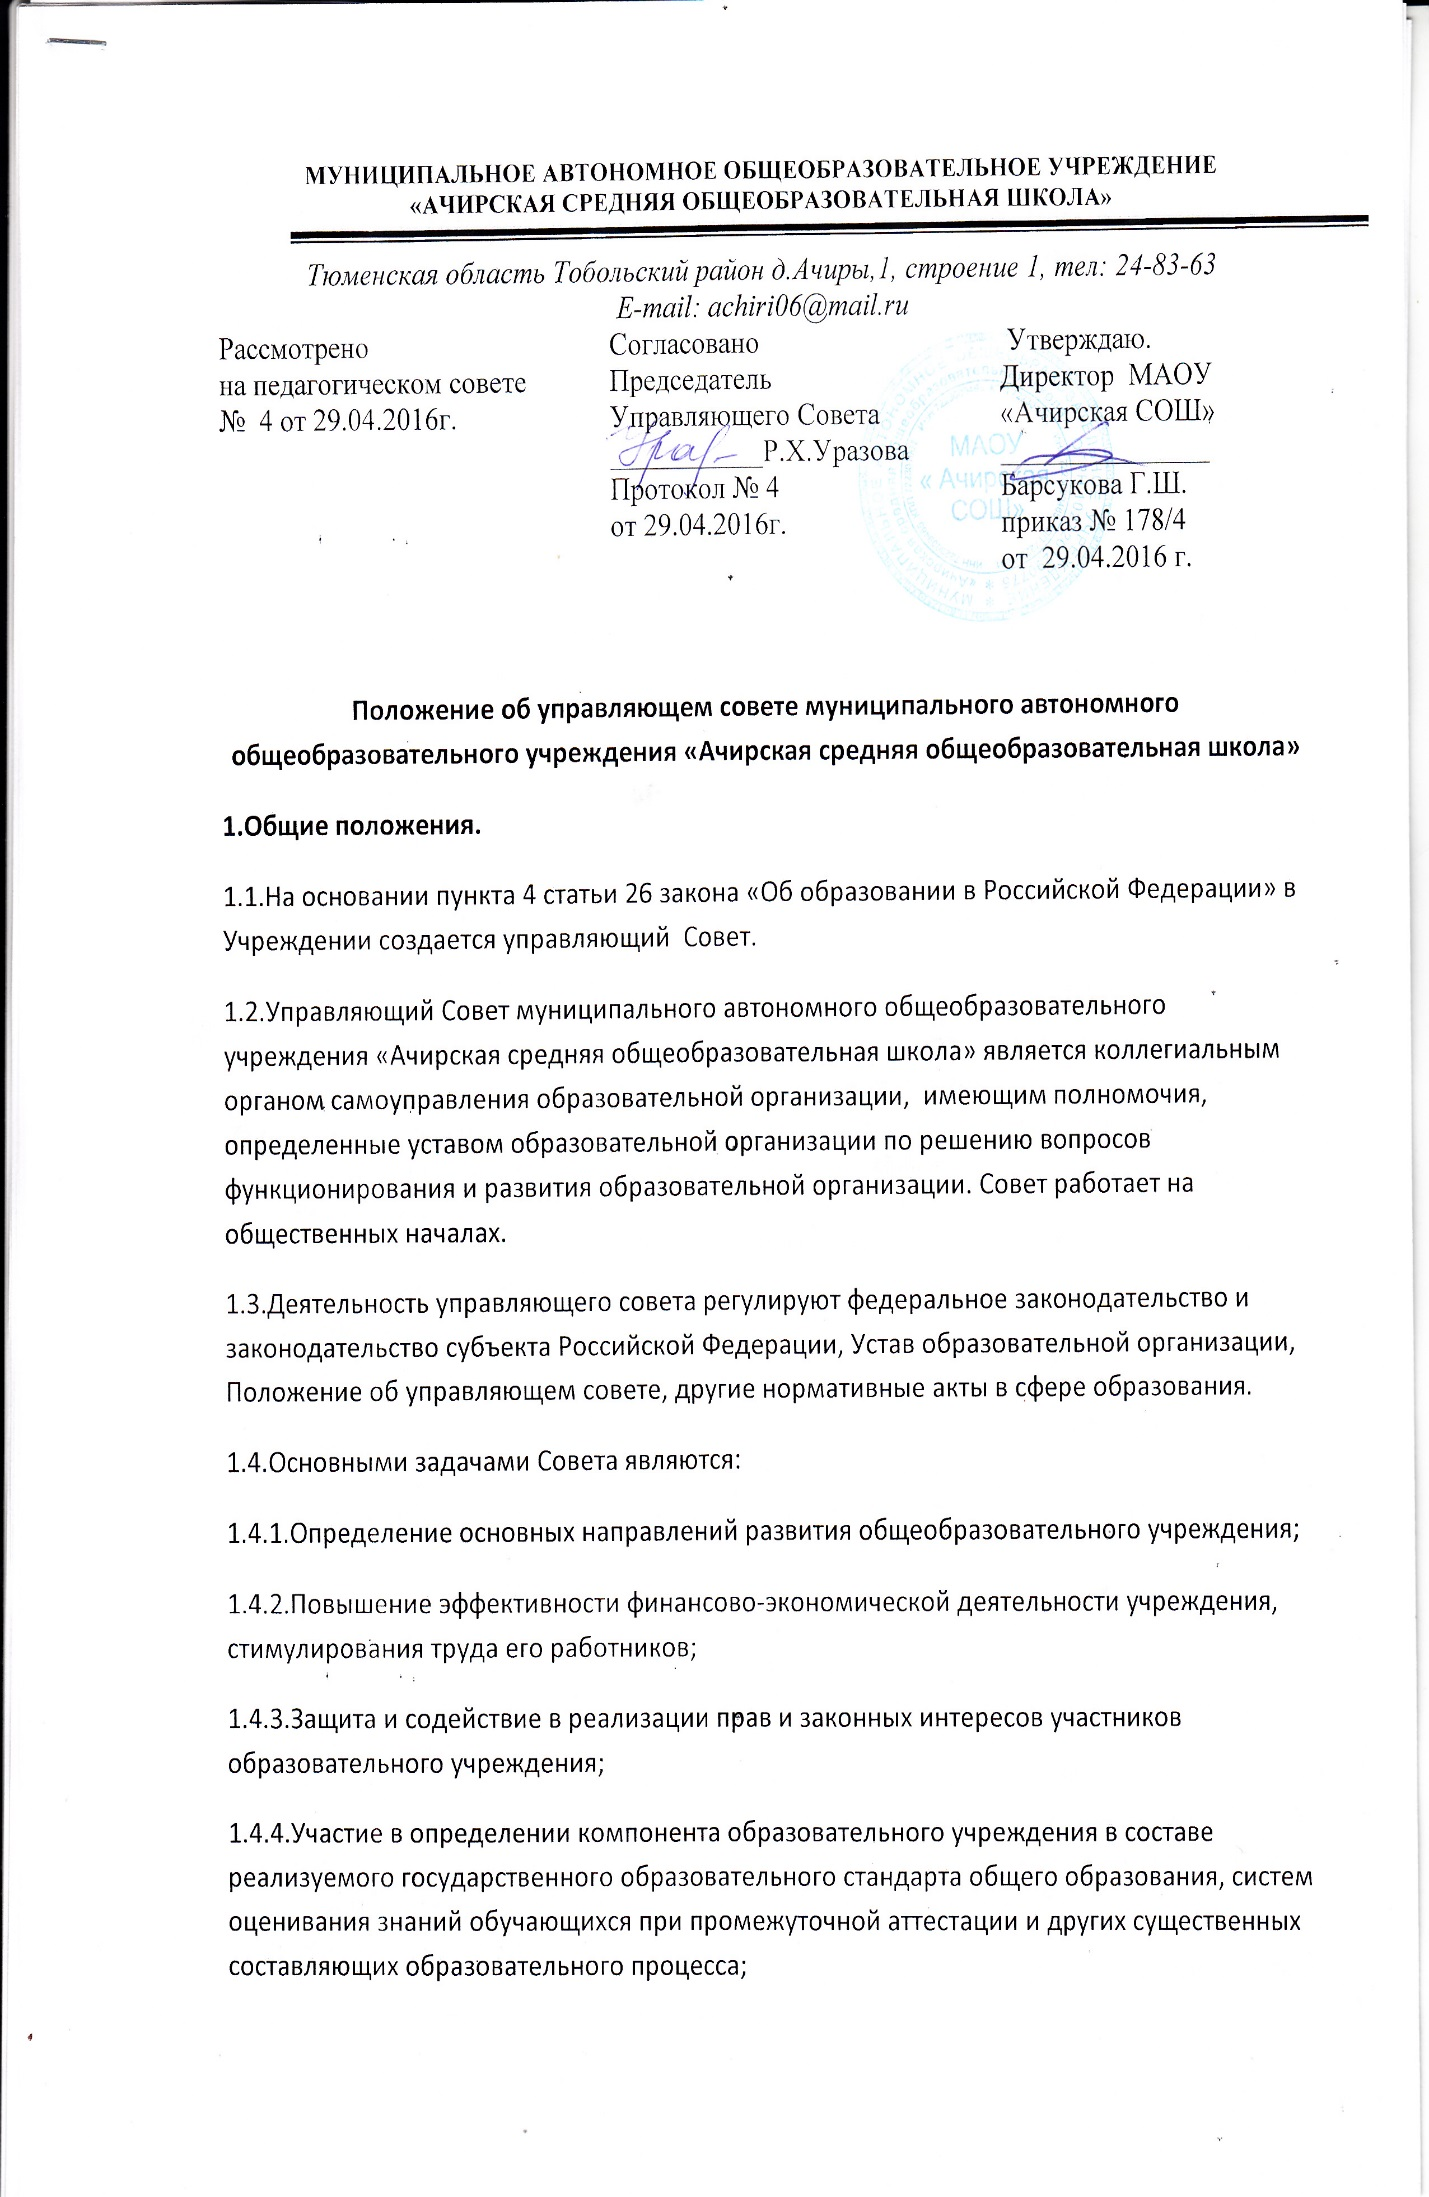 МУНИЦИПАЛЬНОЕ АВТОНОМНОЕ ОБЩЕОБРАЗОВАТЕЛЬНОЕ УЧРЕЖДЕНИЕ
«АЧИРСКАЯ СРЕДНЯЯ ОБЩЕОБРАЗОВАТЕЛЬНАЯ ШКОЛА»
Тюменская область Тобольский район д.Ачиры,1, строение 1, тел: 24-83-63
E-mail: achiri06@mail.ru
Рассмотрено
на педагогическом совете
№ 4 от 29.04.2016г.
Согласовано
Председатель
Управляющего Совета
___________Р.Х.Уразова
Протокол № 4
от 29.04.2016г.
Утверждаю.
Директор МАОУ
«Ачирская СОШ»
_______________
Барсукова Г.Ш.
приказ № 178/4
от 29.04.2016 г.
МАОУ
« Ачирская
СОШ»
Положение об управляющем совете муниципального автономного
общеобразовательного учреждения «Ачирская средняя общеобразовательная школа»
1.Общие положения.
1.1.На основании пункта 4 статьи 26 закона «Об образовании в Российской Федерации» в
Учреждении создается управляющий Совет.
1.2.Управляющий Совет муниципального автономного общеобразовательного
учреждения «Ачирская средняя общеобразовательная школа» является коллегиальным
органом самоуправления образовательной организации, имеющим полномочия,
определенные уставом образовательной организации по решению вопросов
функционирования и развития образовательной организации. Совет работает на
общественных началах.
1.3.Деятельность управляющего совета регулируют федеральное законодательство и
законодательство субъекта Российской Федерации, Устав образовательной организации,
Положение об управляющем совете, другие нормативные акты в сфере образования.
1.4.Основными задачами Совета являются:
1.4.1.Определение основных направлений развития общеобразовательного учреждения;
1.4.2.Повышение эффективности финансово-экономической деятельности учреждения,
стимулирования труда его работников;
1.4.3.Защита и содействие в реализации прав и законных интересов участников
образовательного учреждения;
1.4.4.Участие в определении компонента образовательного учреждения в составе
реализуемого государственного образовательного стандарта общего образования, систем
оценивания знаний обучающихся при промежуточной аттестации и других существенных
составляющих образовательного процесса;